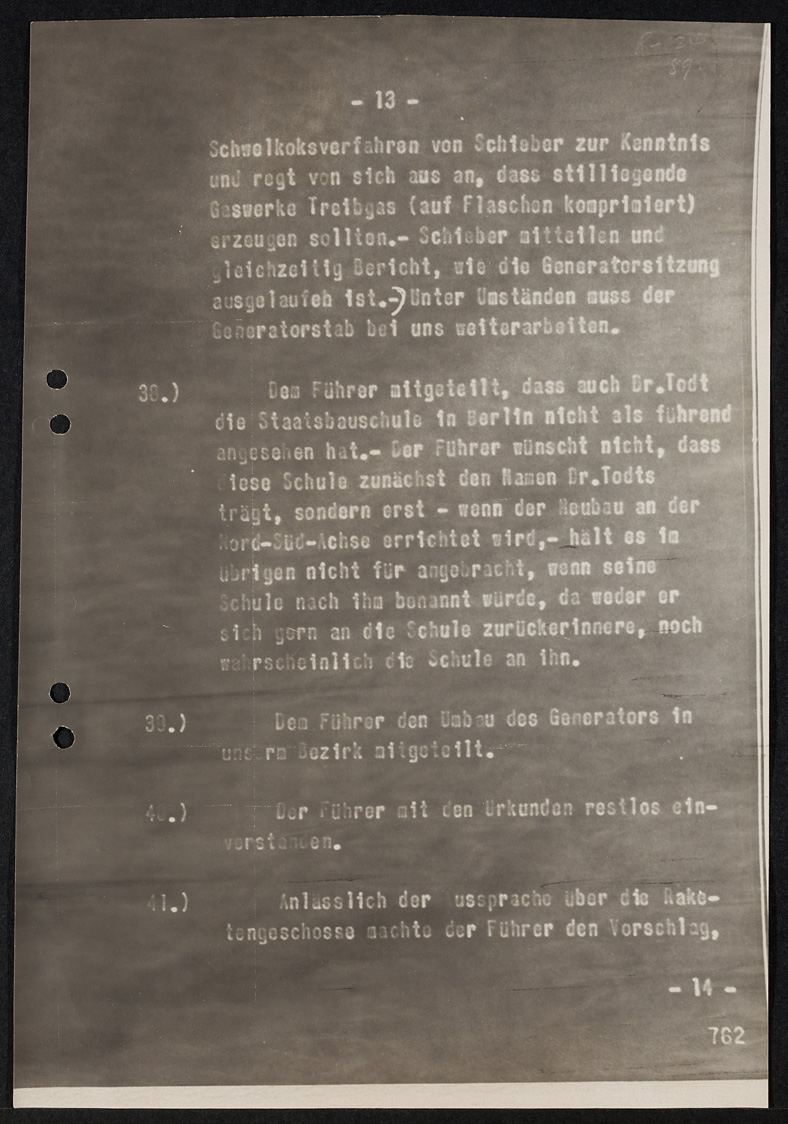 - 13 -
Schwelkoksverfahren von Schieber zur Kenntnis
und regt von sich aus an, dass stilliegende
Gaswerke Treibgas (auf Flaschen komprimiert)
erzeugen sollten.- Schieber mitteilen und
gleichzeitig Bericht, wie die Generatorsitzung
ausgelaufen ist.-) Unter Umständen muss der
Generatorstab bei uns weiterarbeiten.
38.) Dem Führer mitgeteilt, dass auch Dr.Todt
die Staatsbauschule in Berlin nicht als führend
angesehen hat.- Der Führer wünscht nicht, dass
diese Schule zunächst den Namen Dr.Todts
trägt, sondern erst - wenn der Neubau an der
Nord-Süd-Achse errichtet wird,- hält es im
übrigen nicht für angebracht, wenn seine
Schule nach ihm benannt würde, da weder er
sich gern an die Schule zurückerinnere, noch
wahrscheinlich die Schule an ihn.
39.) Dem Führer den Umbau des Generators in
unserm Bezirk mitgeteilt.
40.) Der Führer mit den Urkunden restlos ein-
verstanden.
41.) Anlässlich der ussprache über die Rake-
tengeschosse machte der Führer den Vorschlag,
- 14 -
762